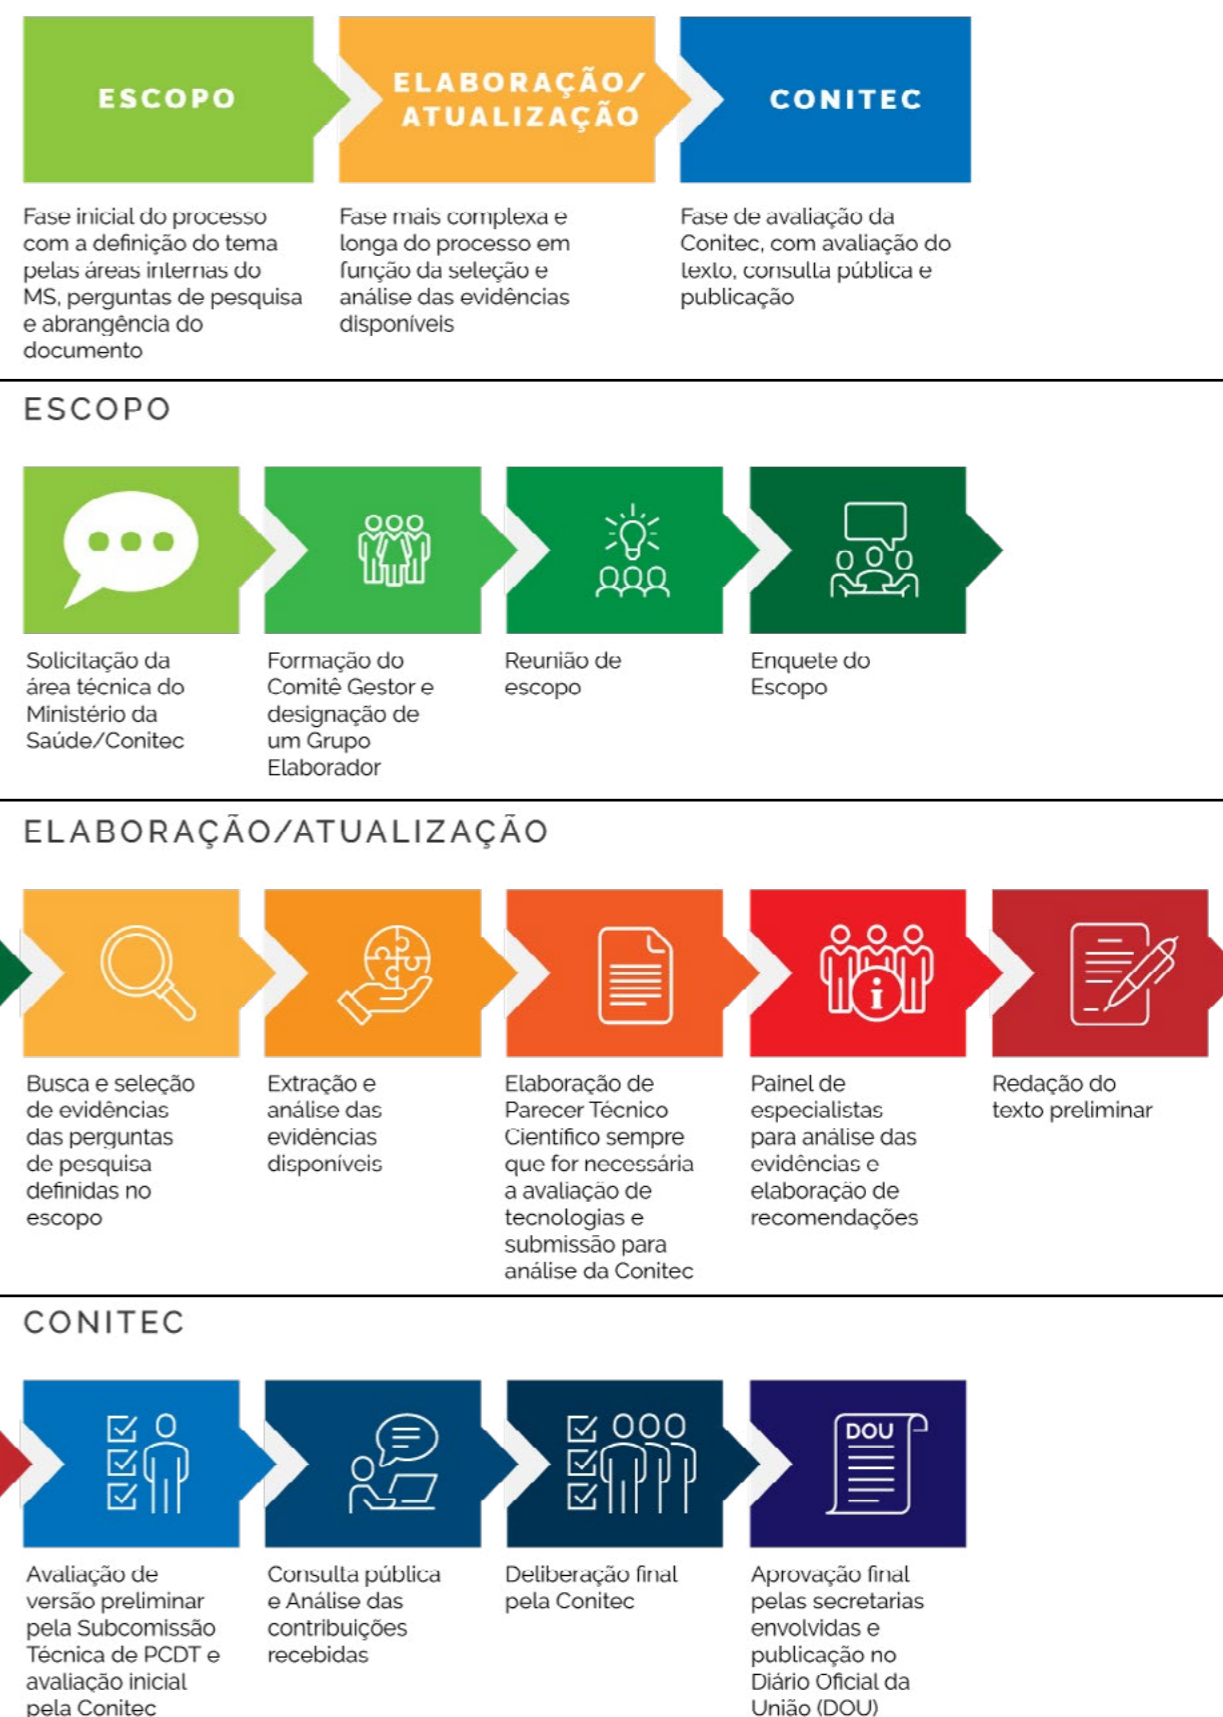 ESCOPO
ELABORAÇÃO/
ATUALIZAÇÃO
CONITEC
Fase inicial do processo
com a definição do tema
pelas áreas internas do
MS, perguntas de pesquisa
e abrangência do
documento
Fase mais complexa e
longa do processo em
função da seleção e
análise das evidências
disponíveis
Fase de avaliação da
Conitec, com avaliação do
texto, consulta pública e
publicação
ESCOPO
Solicitação da
área técnica do
Ministério da
Saúde/Conitec
Formação do
Comitê Gestor e
designação de
um Grupo
Elaborador
Reunião de
escopo
Enquete do
Escopo
ELABORAÇÃO/ATUALIZAÇÃO
Busca e seleção
de evidências
das perguntas
de pesquisa
definidas no
escopo
Extração e
análise das
evidências
disponíveis
Elaboração de
Parecer Técnico
Científico sempre
que for necessária
a avaliação de
tecnologias e
submissão para
análise da Conitec
Painel de
especialistas
para análise das
evidências e
elaboração de
recomendações
Redação do
texto preliminar
CONITEC
DOU
Avaliação de
versão preliminar
pela Subcomissão
Técnica de PCDT e
avaliação inicial
pela Conitec
Consulta pública
e Análise das
contribuições
recebidas
Deliberação final
pela Conitec
Aprovação final
pelas secretarias
envolvidas e
publicação no
Diário Oficial da
União (DOU)